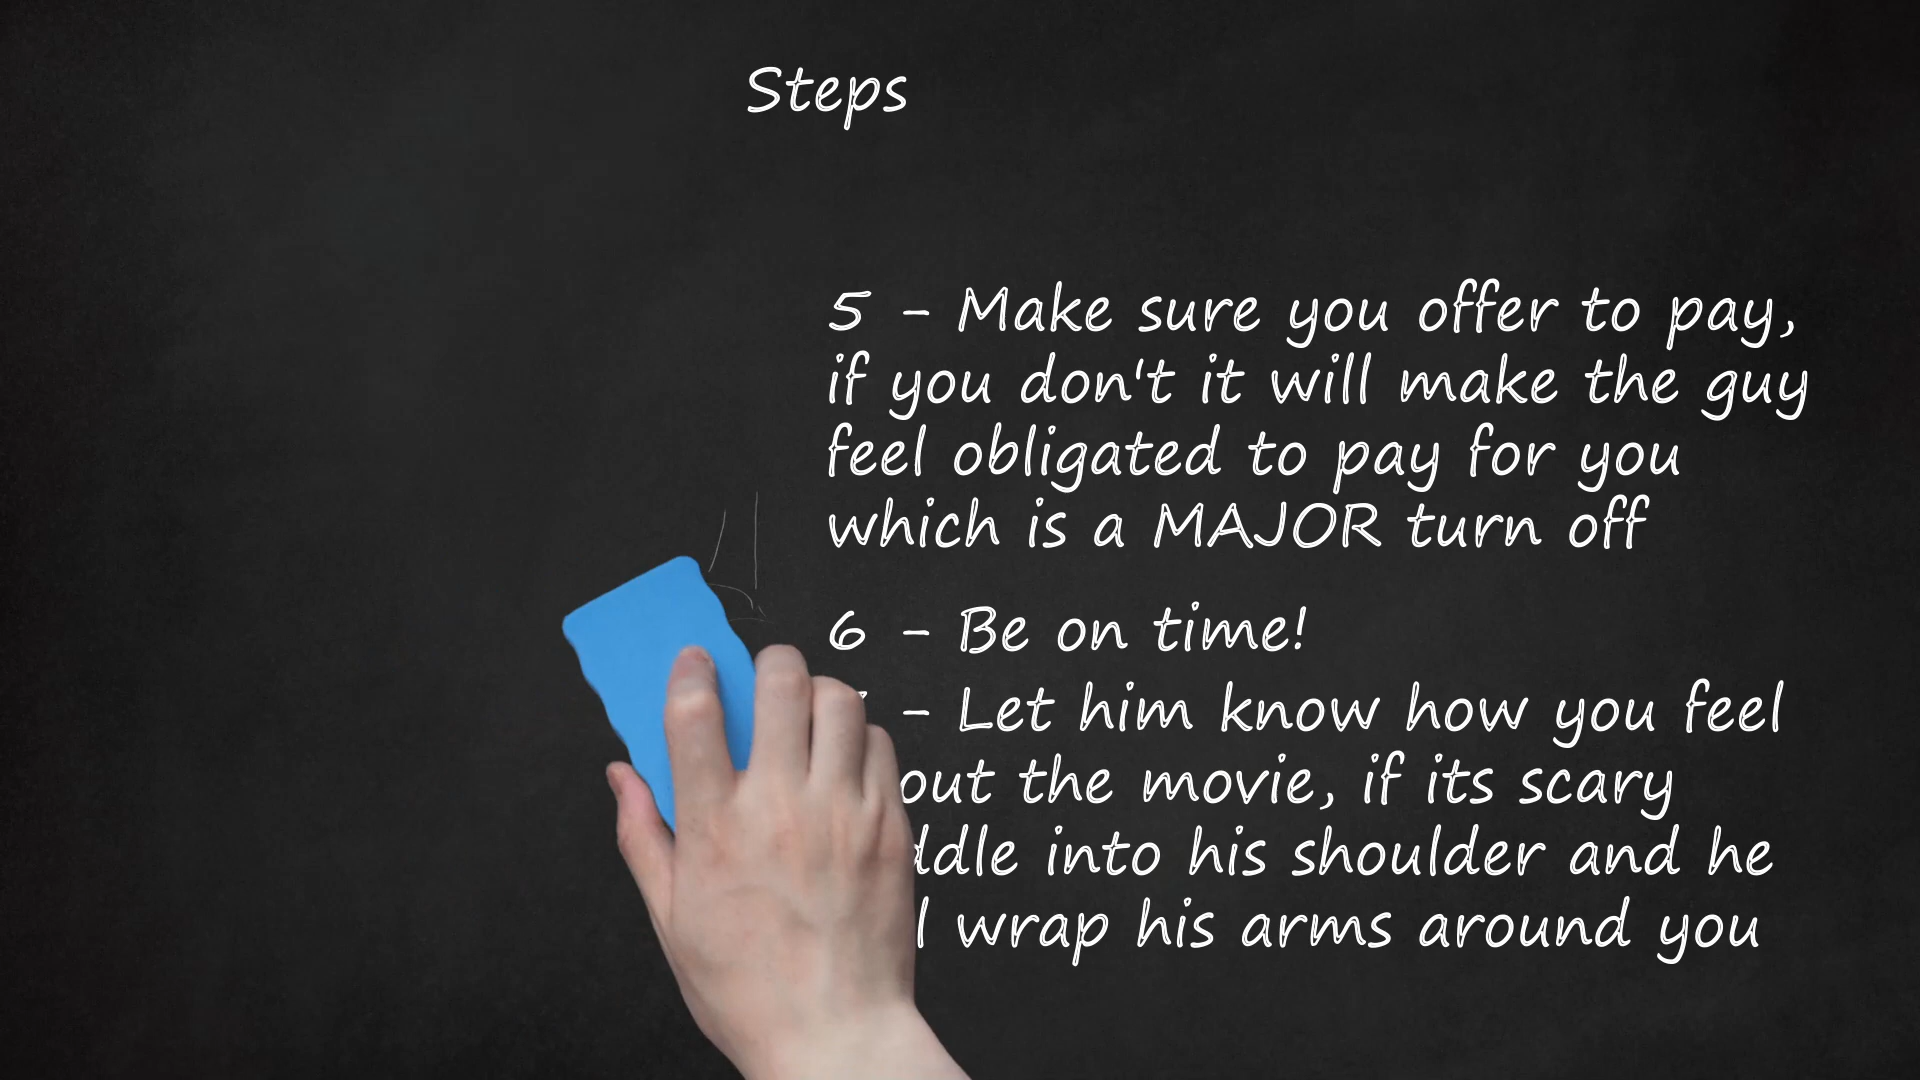 Steps
5 - Make sure you offer to pay,
if you don't it will make the guy
feel obligated to pay for you
which is a MAJOR turn off
6 - Be on time!
- Let him know how you feel
the movie, if its scary
into his shoulder and he
wrap his arms around you